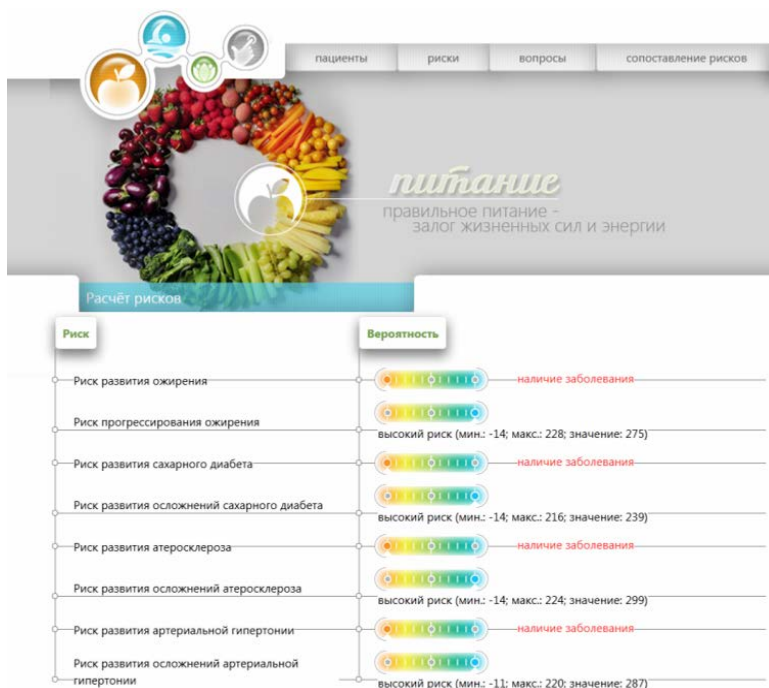 пациенты риски вопросы сопоставление рисков
питание
правильное питание -
залог жизненных сил и энергии
Расчёт рисков
Риск Вероятность
Риск развития ожирения наличие заболевания
Риск прогрессирования ожирения
высокий риск (мин.: -14; макс.: 228; значение: 275)
Риск развития сахарного диабета наличие заболевания
Риск развития осложнений сахарного диабета
высокий риск (мин.: -14; макс.: 216; значение: 239)
Риск развития атеросклероза наличие заболевания
Риск развития осложнений атеросклероза
высокий риск (мин.: -14; макс.: 224; значение: 299)
Риск развития артериальной гипертонии наличие заболевания
Риск развития осложнений артериальной
гипертонии
высокий риск (мин.: -11; макс.: 220; значение: 287)